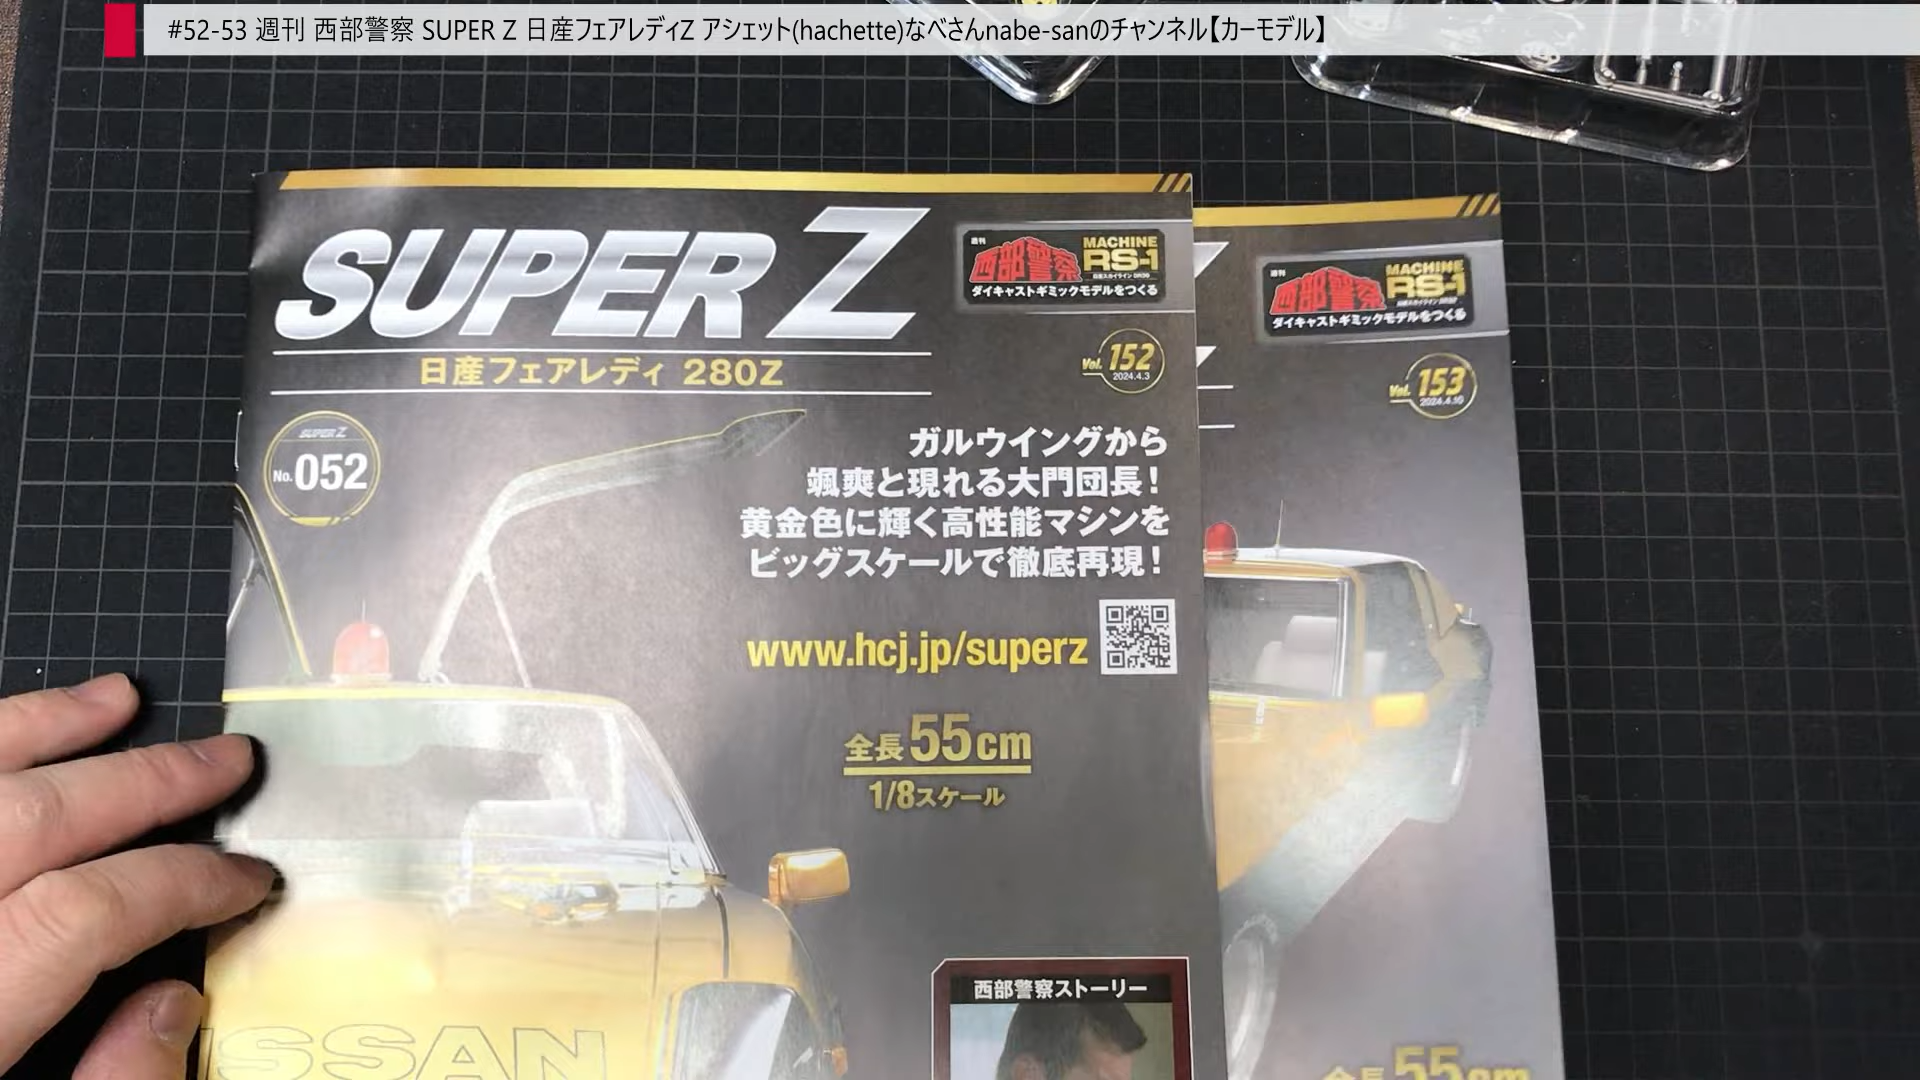 #52-53 週刊 西部警察 SUPER Z 日産フェアレディZ アシェット(hachette)なべさんnabe-sanのチャンネル【カーモデル】
SUPER Z
日産フェアレディ 280Z
週刊
西部警察
MACHINE
RS-1
ダイキャストギミックモデルをつくる
Vol. 152
2024.4.3
SUPER Z
No.052
ガルウイングから
颯爽と現れる大門団長!
黄金色に輝く高性能マシンを
ビッグスケールで徹底再現!
www.hcj.jp/superz
全長55cm
1/8スケール
西部警察ストーリー
ISSAN
Z
週刊
西部警察
MACHINE
RS-1
ダイキャストギミックモデルをつくる
Vol. 153
2024.4.10
全長55cm